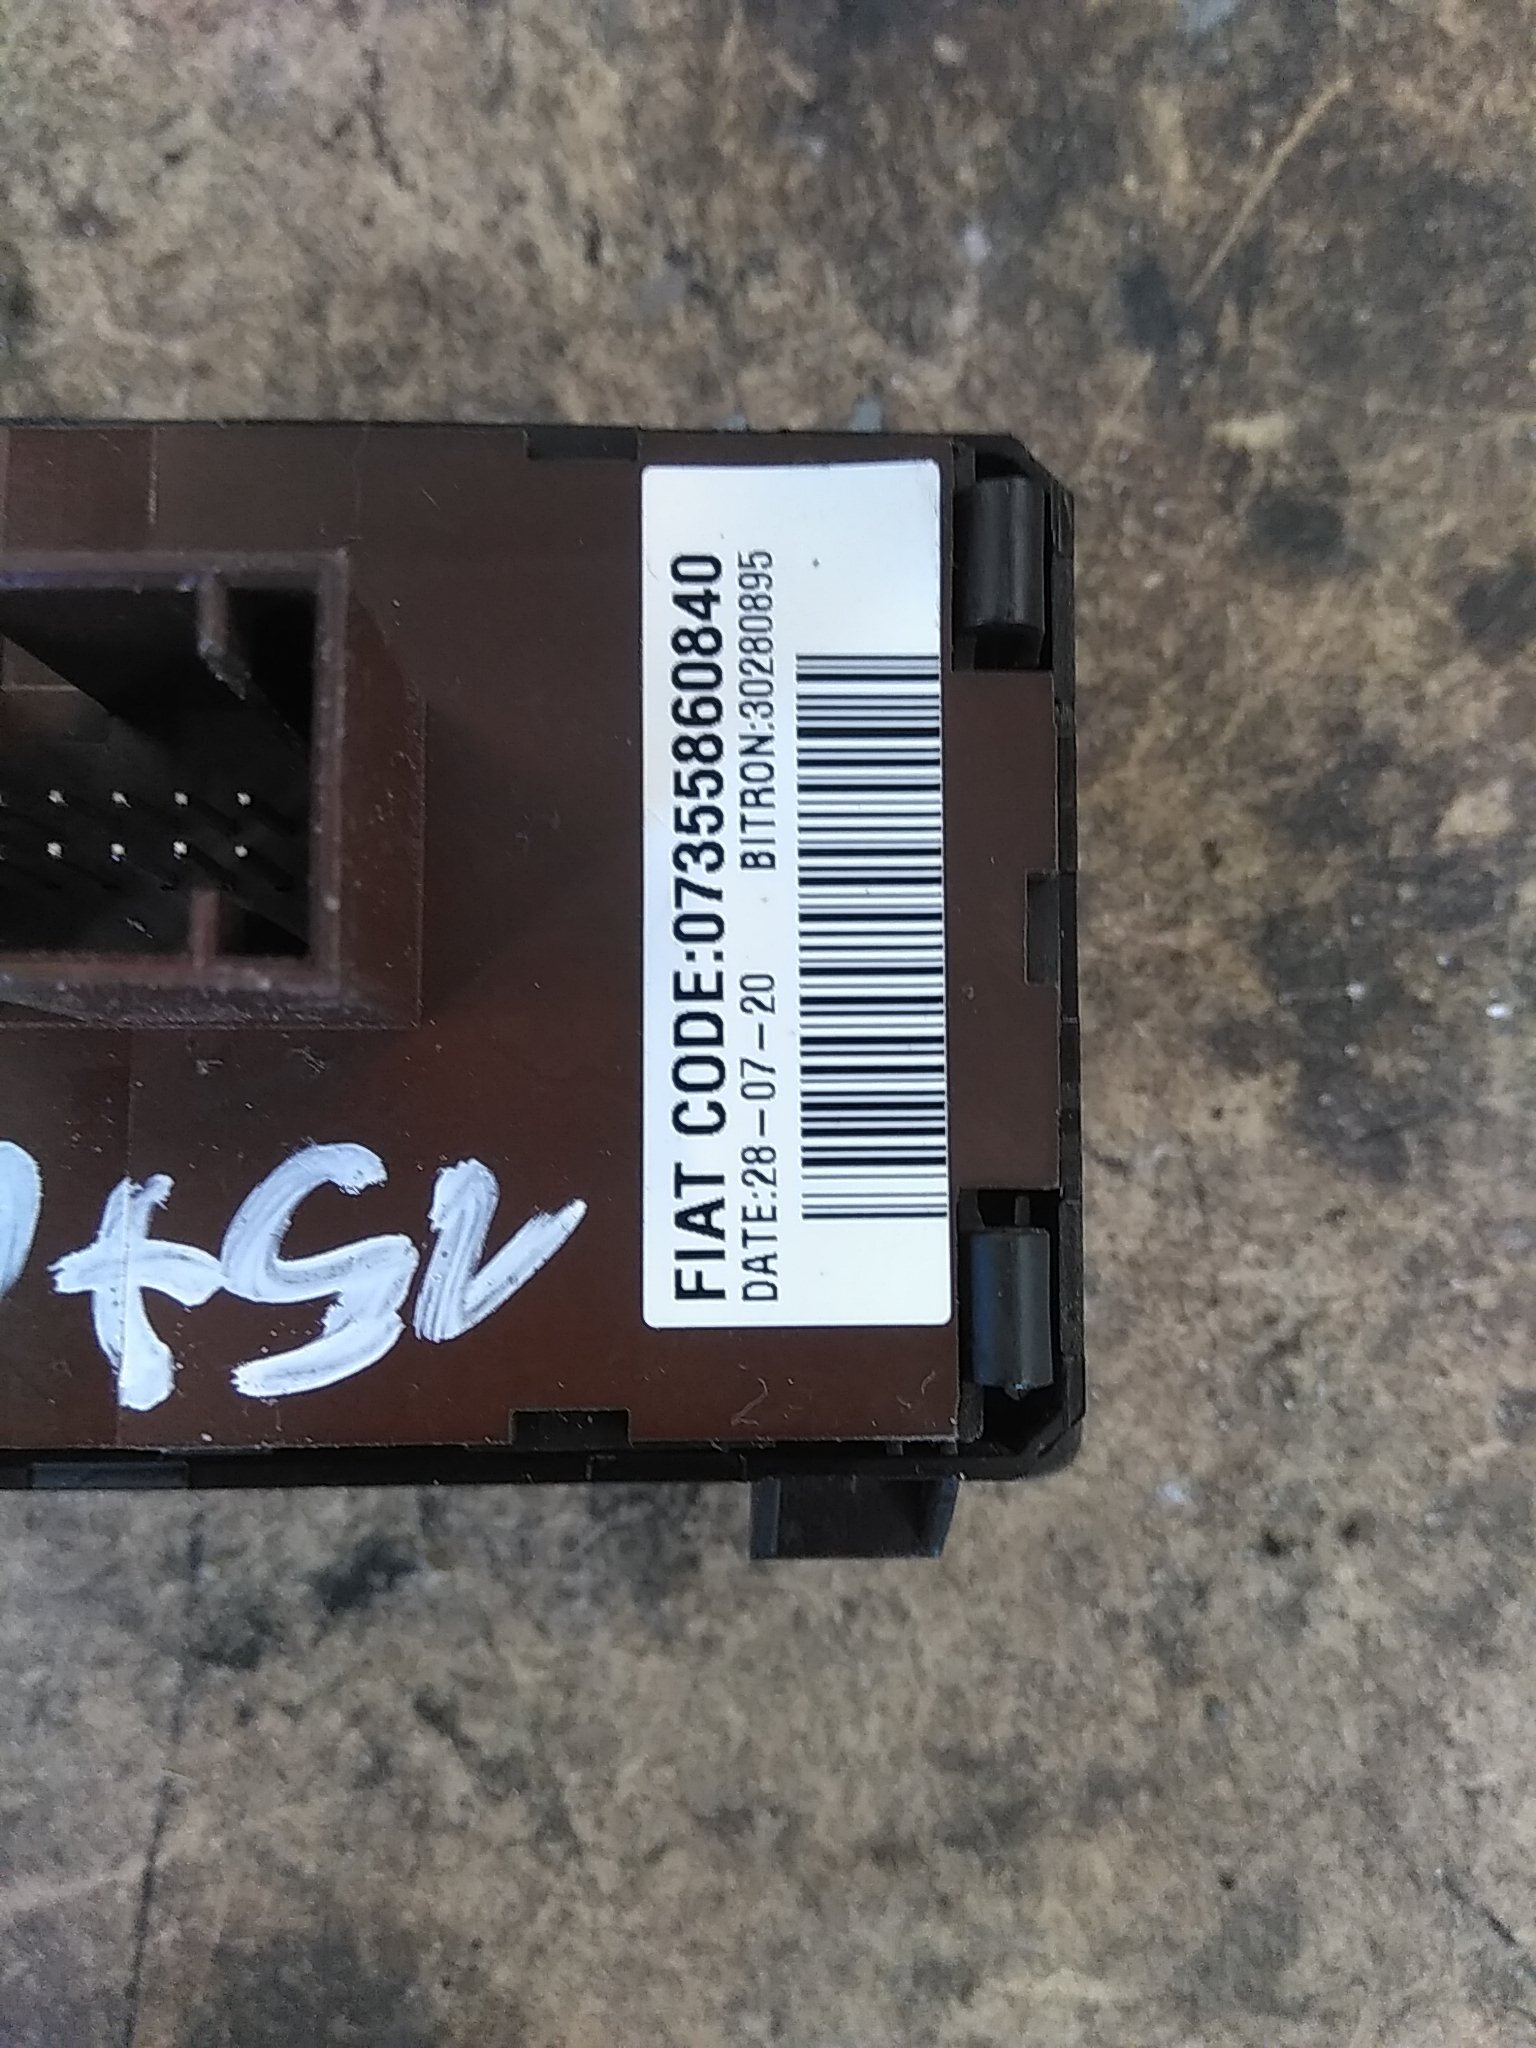 FIAT CODE:07355860840
DATE:28-07-20 BITRON:30280895